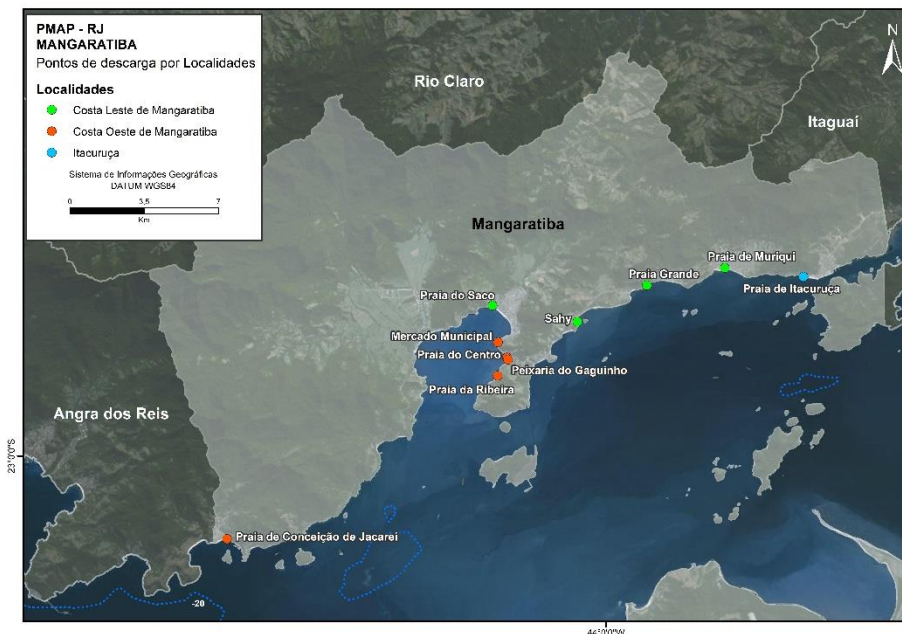 PMAP - RJ
MANGARATIBA
Pontos de descarga por Localidades
Localidades
Costa Leste de Mangaratiba
Costa Oeste de Mangaratiba
Itacuruça
Sistema de Informações Geográficas
DATUM WGS84
0 3,5 7
Km
N
Rio Claro
Itaguaí
Mangaratiba
Praia de Muriqui
Praia Grande
Praia de Itacuruça
Praia do Saco
Sahy
Mercado Municipal
Praia do Centro
Peixaria do Gaguinho
Praia da Ribeira
Angra dos Reis
23°0'0"S
Praia de Conceição de Jacareí
-20
44°0'0"W